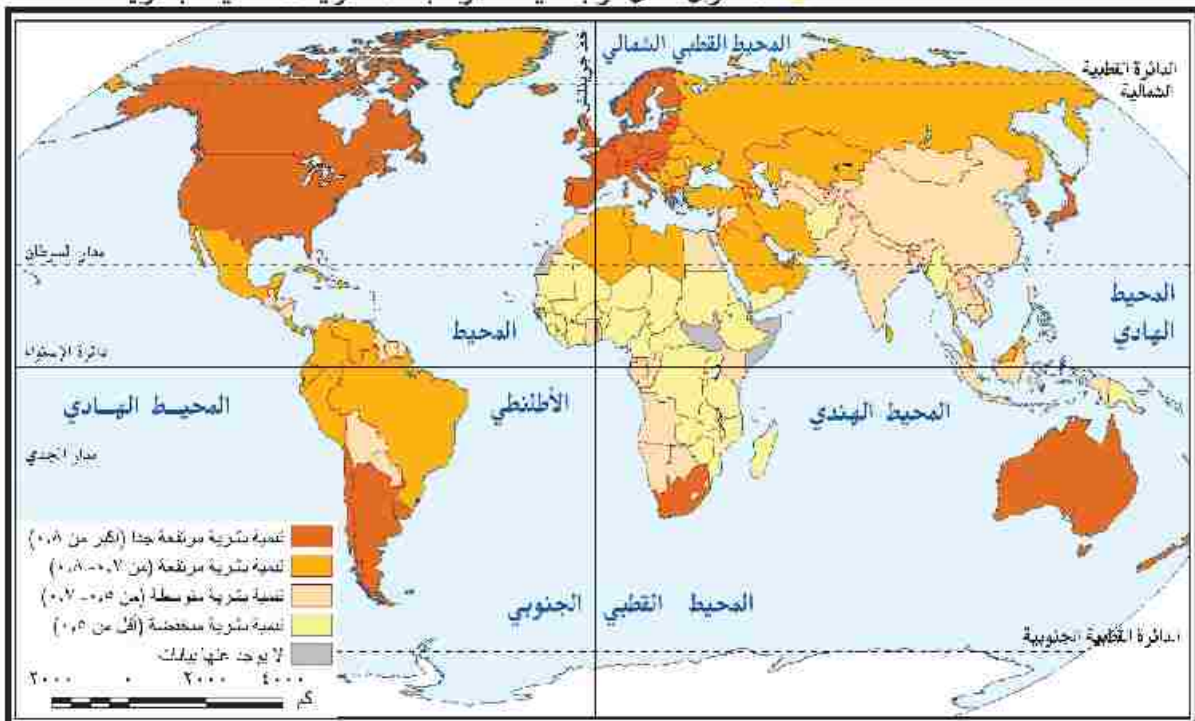 المحيط القطبي الشمالي
الدائرة القطبية
الشمالية
مدار السرطان
المحيط
الهادي
المحيط
دائرة الإستواء
المحيط الهادي
الأطلنطي
المحيط الهندي
مدار الجدي
تنمية بشرية مرتفعة جدا (اكبر من ٠,٨)
تنمية بشرية مرتفعة (من ٠,٧-٠,٨)
تنمية بشرية متوسطة (من ٠,٥-٠,٧)
تنمية بشرية منخفضة (أقل من ٠,٥)
لا يوجد عنها بيانات
المحيط القطبي الجنوبي
الدائرة القطبية الجنوبية
٢٠٠٠ ٠ ٢٠٠٠ ٤٠٠٠
كم